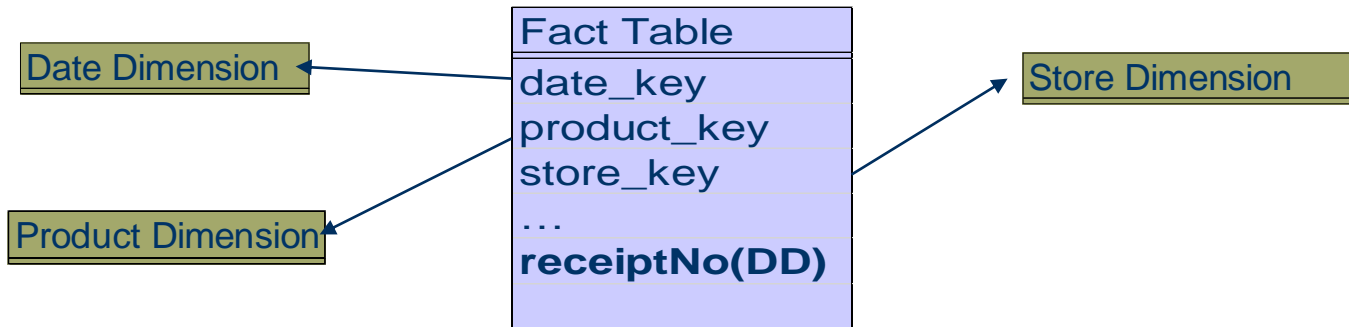 Fact Table
Date Dimension
date_key
Store Dimension
product_key
store_key
Product Dimension
...
receiptNo(DD)